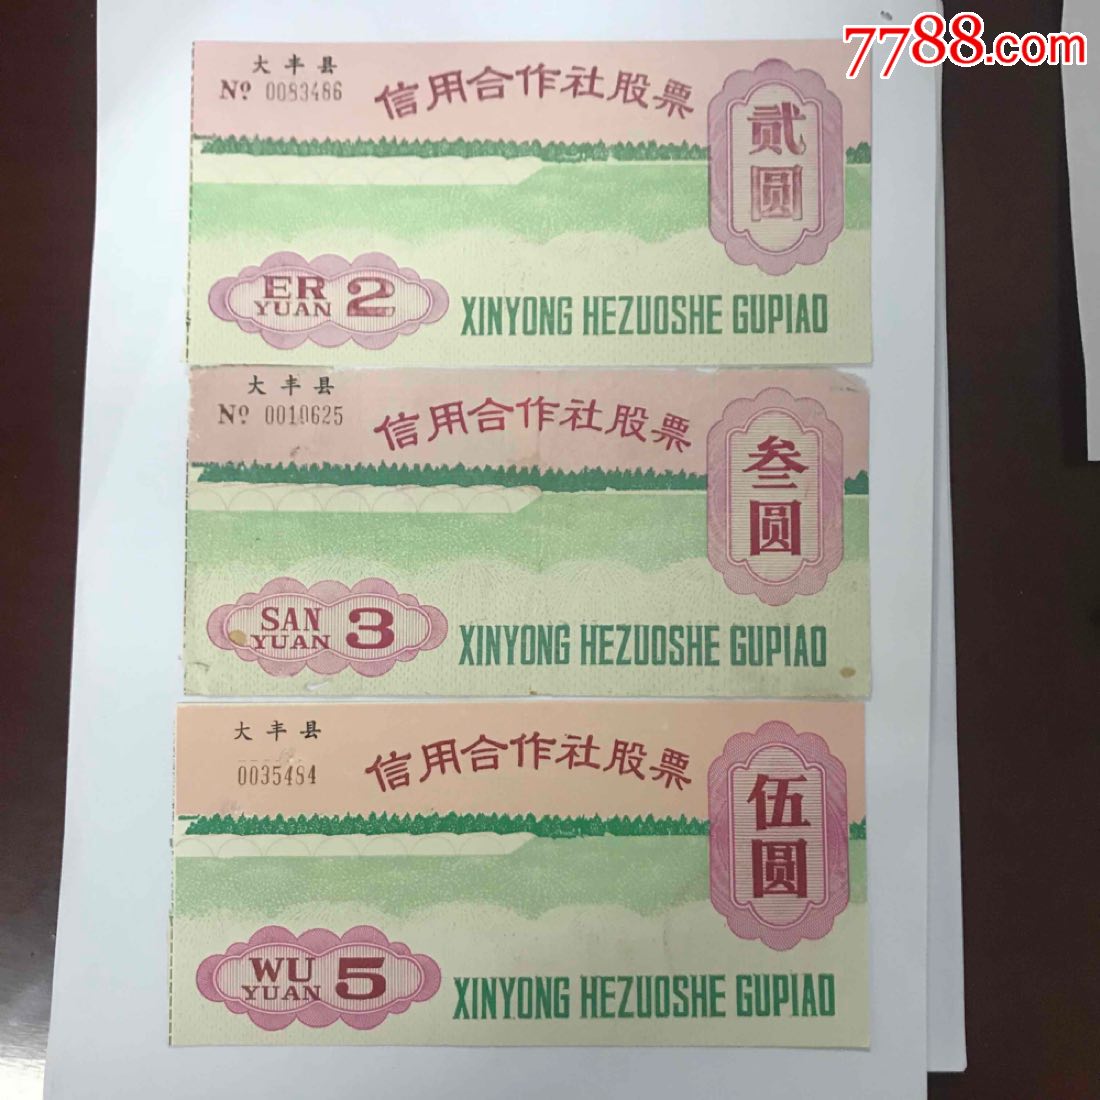 7788.com
大丰县
Nº 0083486
信用合作社股票
贰圆
ER
YUAN 2
XINYONG HEZUOSHE GUPIAO
大丰县
Nº 0010625
信用合作社股票
叁圆
SAN
YUAN 3
XINYONG HEZUOSHE GUPIAO
大丰县
0035484
信用合作社股票
伍圆
WU
YUAN 5
XINYONG HEZUOSHE GUPIAO